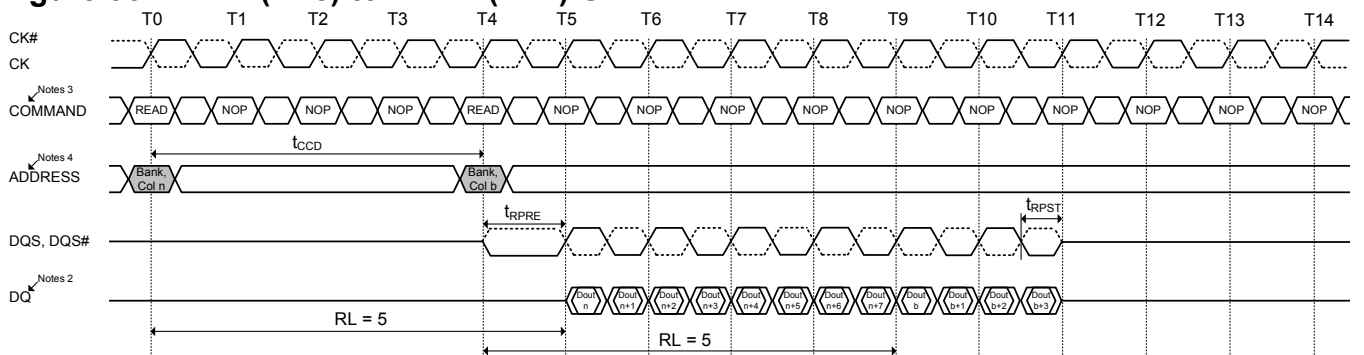 T0 T1 T2 T3 T4 T5 T6 T7 T8 T9 T10 T11 T12 T13 T14
CK#
CK
Notes 3
COMMAND READ NOP NOP NOP READ NOP NOP NOP NOP NOP NOP NOP NOP NOP NOP
tCCD
Notes 4
ADDRESS
Bank, Col n
Bank, Col b
tRPRE
tRPST
DQS, DQS#
Notes 2
DQ
Dout n
Dout n+1
Dout n+2
Dout n+3
Dout n+4
Dout n+5
Dout n+6
Dout n+7
Dout b
Dout b+1
Dout b+2
Dout b+3
RL = 5
RL = 5